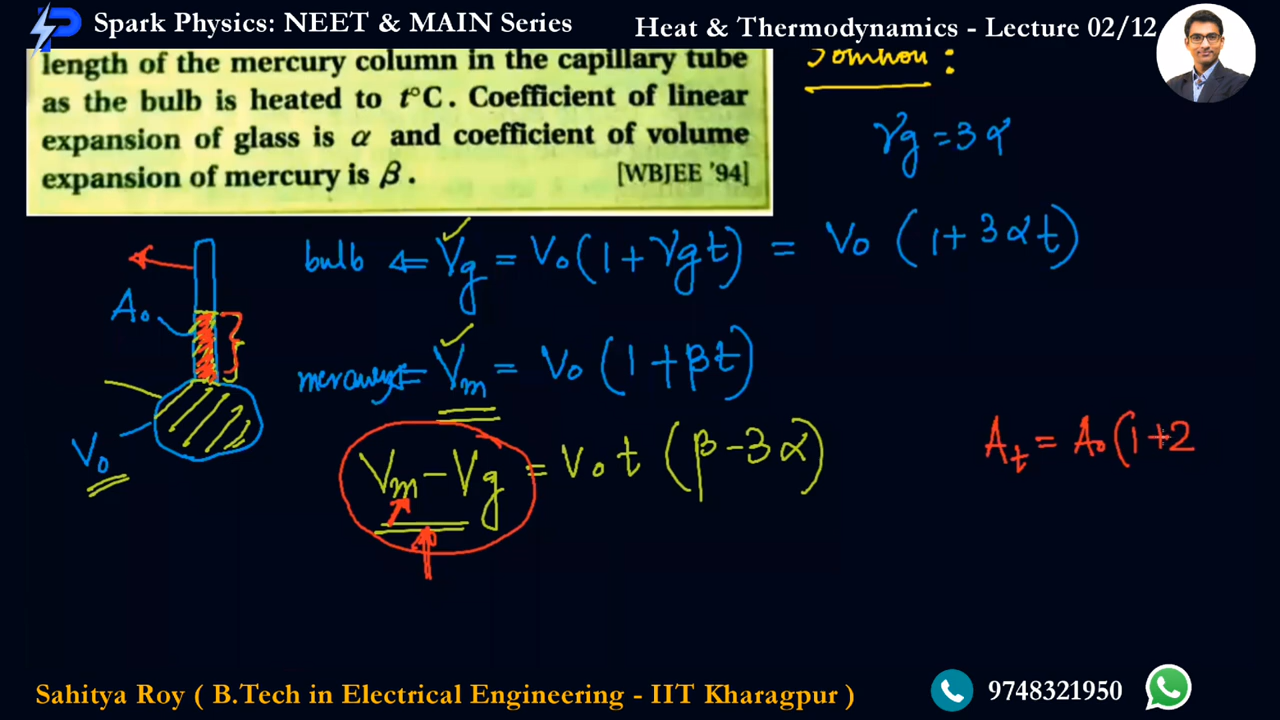 Spark Physics: NEET & MAIN Series
Heat & Thermodynamics - Lecture 02/12
length of the mercury column in the capillary tube
as the bulb is heated to t°C. Coefficient of linear
expansion of glass is α and coefficient of volume
expansion of mercury is β.
[WBJEE '94]
Solution :
γg = 3α
bulb ⇐ Vg = V₀ (1 + γg t) = V₀ (1 + 3αt)
A₀
mercury ⇐ Vm = V₀ (1 + βt)
V₀
Vm − Vg = V₀ t (β − 3α)
At = A₀ (1 + 2
Sahitya Roy ( B.Tech in Electrical Engineering - IIT Kharagpur )
9748321950